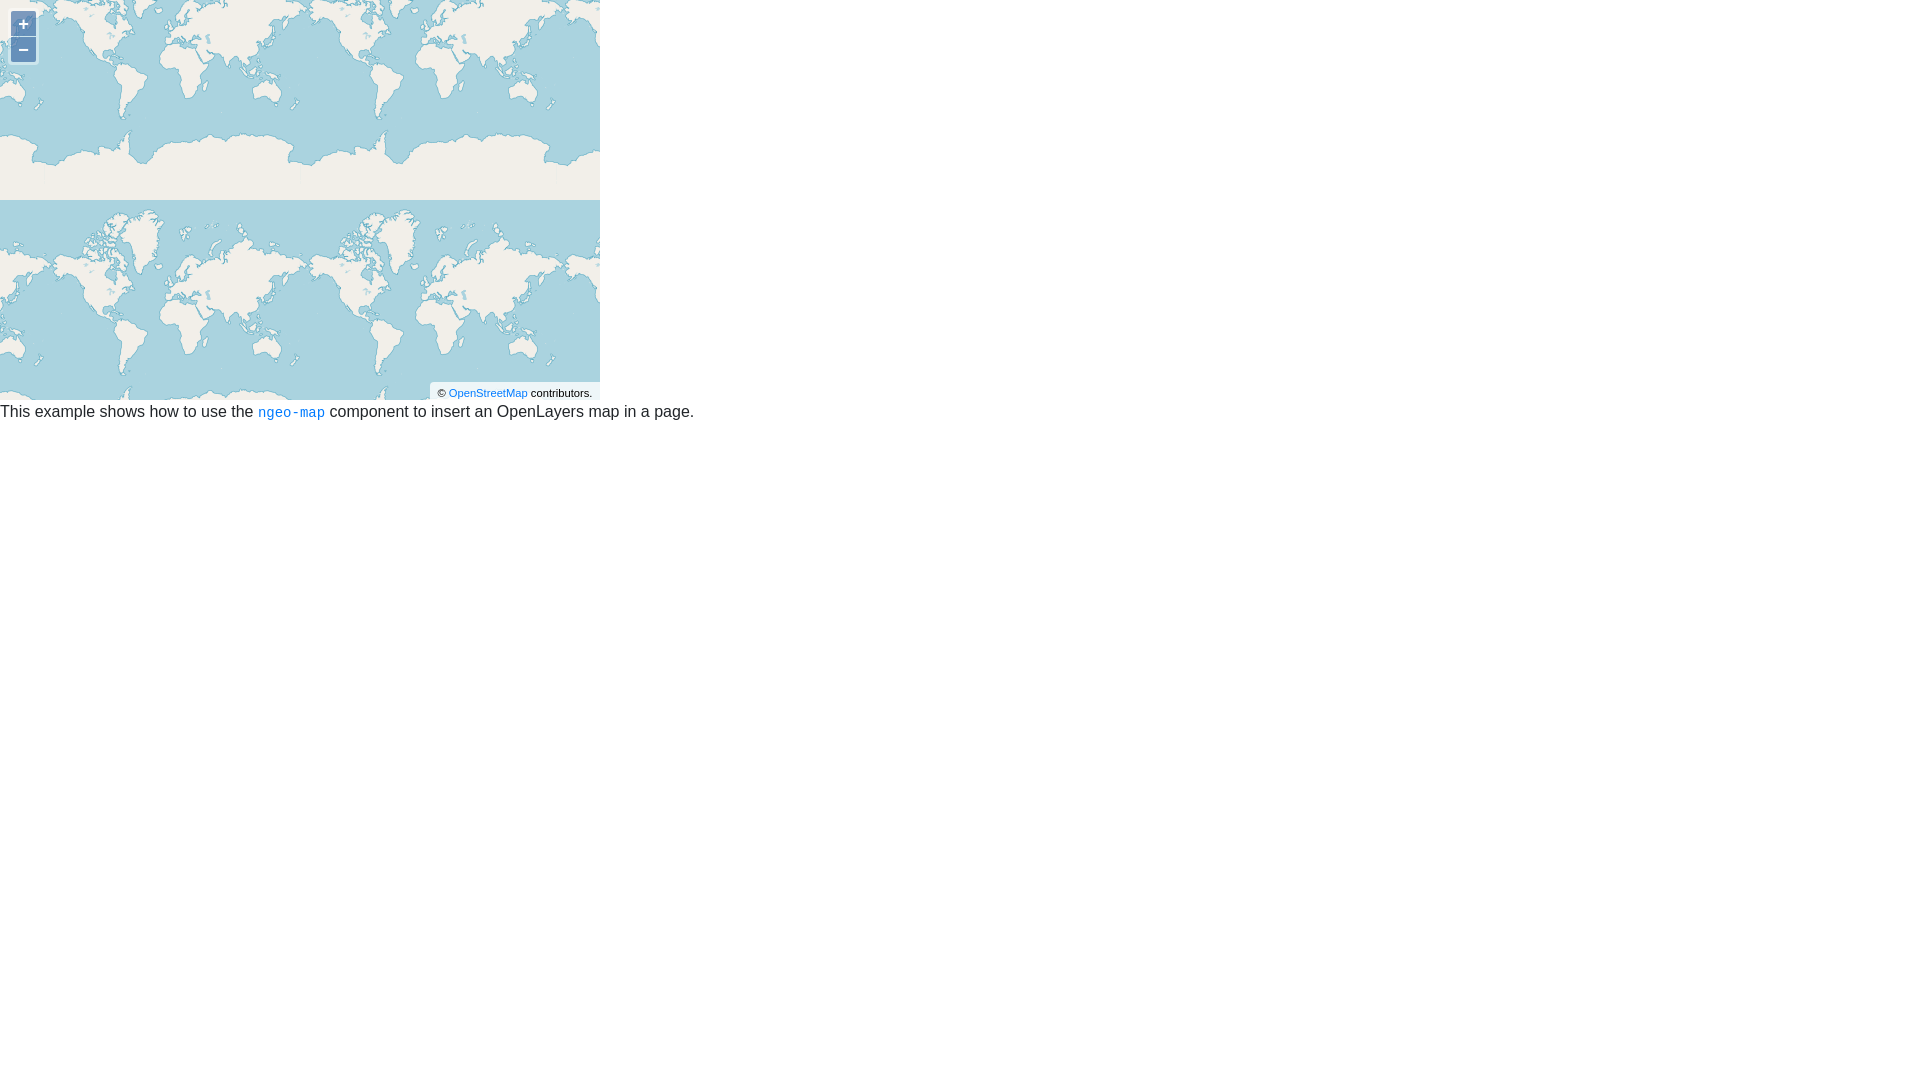 +
−
© OpenStreetMap contributors.
This example shows how to use the ngeo-map component to insert an OpenLayers map in a page.